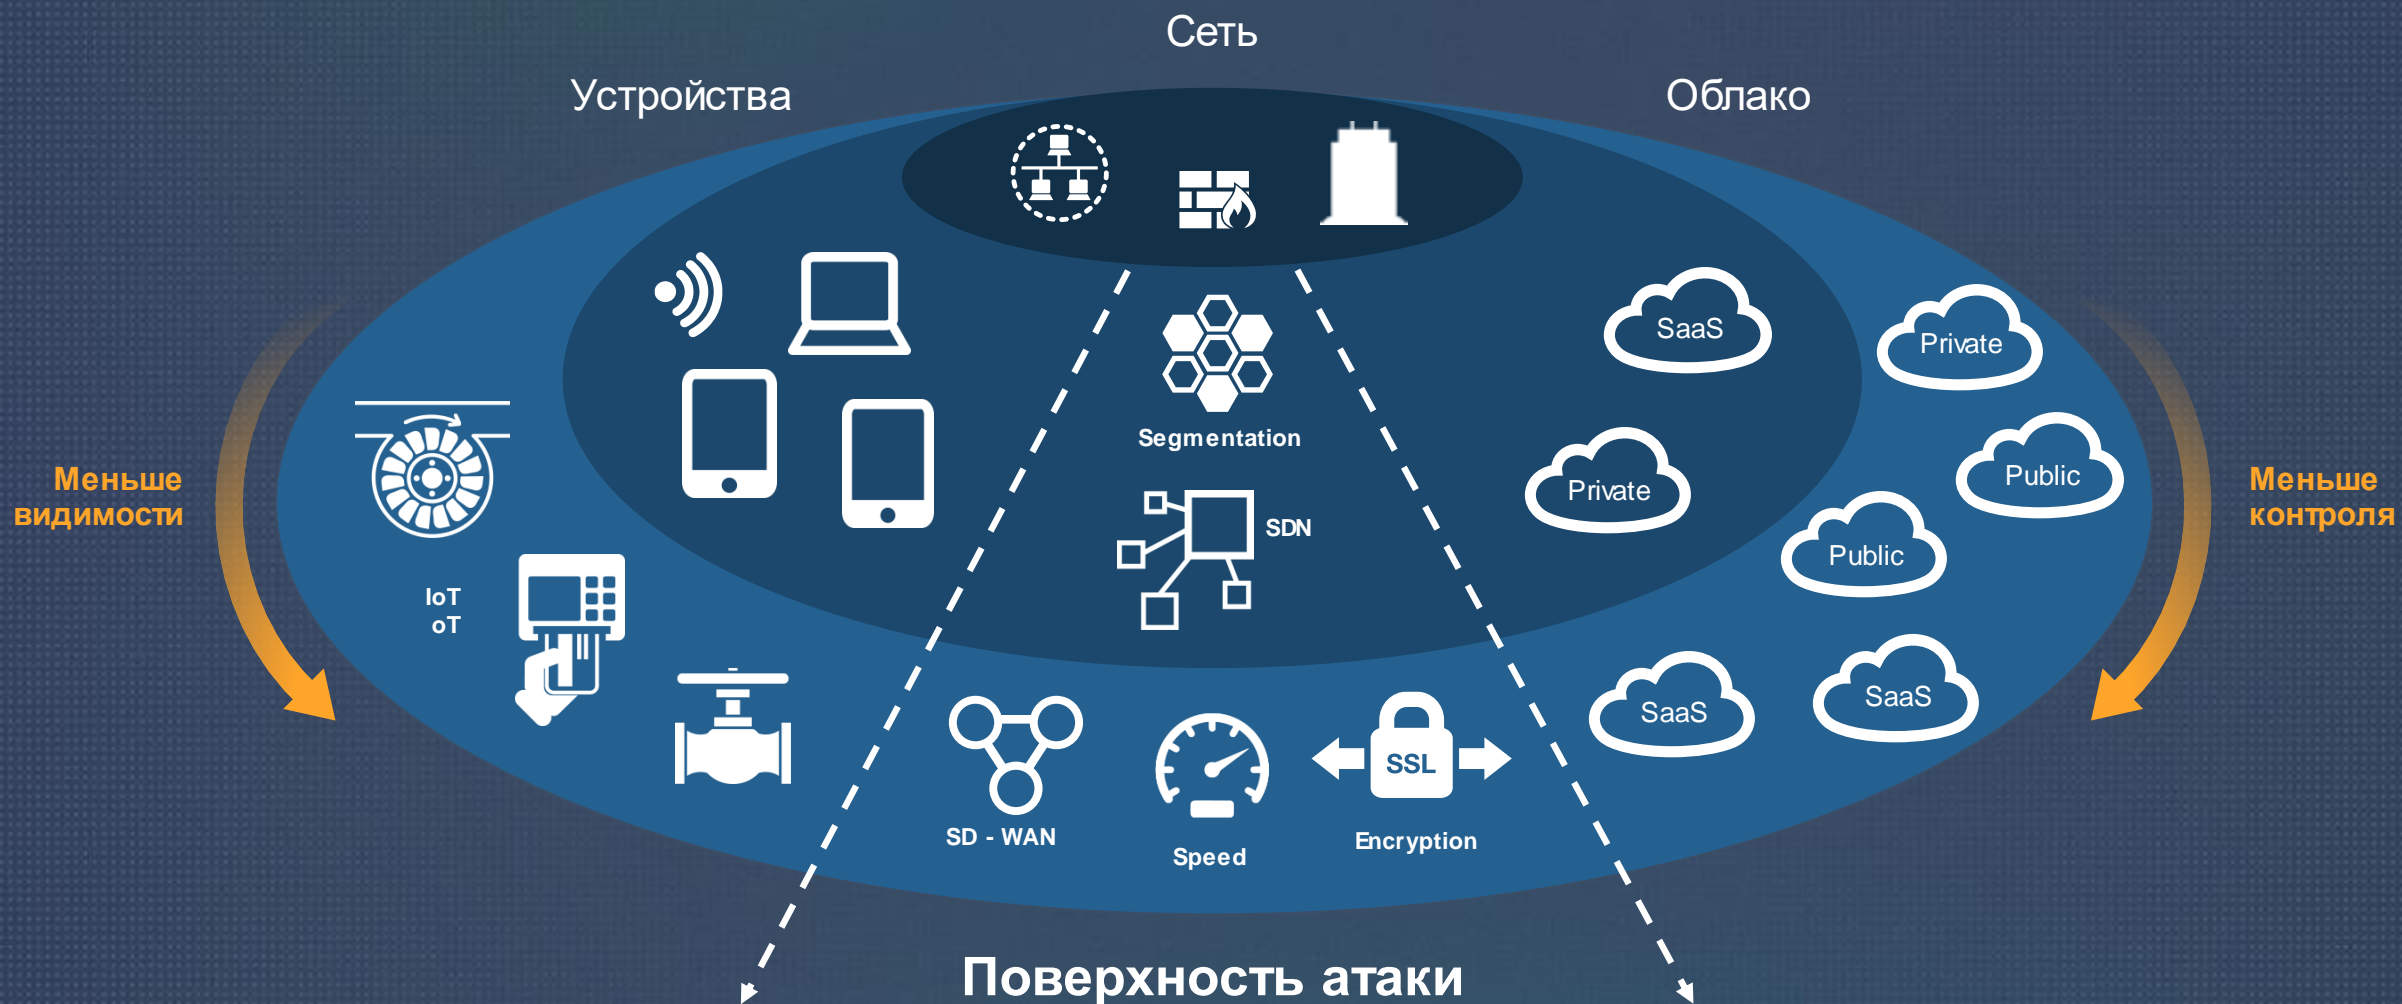 Сеть
Устройства
Облако
SaaS
Private
Segmentation
Меньше
видимости
Private
Public
Меньше
контроля
SDN
Public
IoT
oT
SaaS
SaaS
SSL
SD - WAN
Speed
Encryption
Поверхность атаки